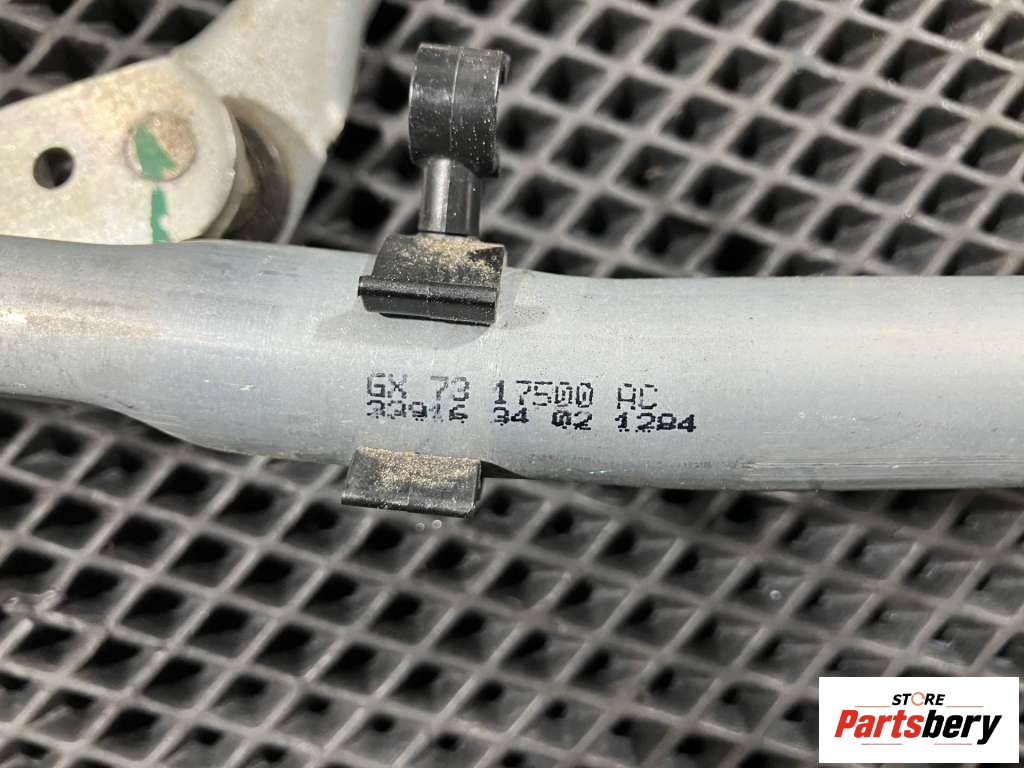 GX 73 17500 AC
33916 34 02 1284
STORE
Partsbery